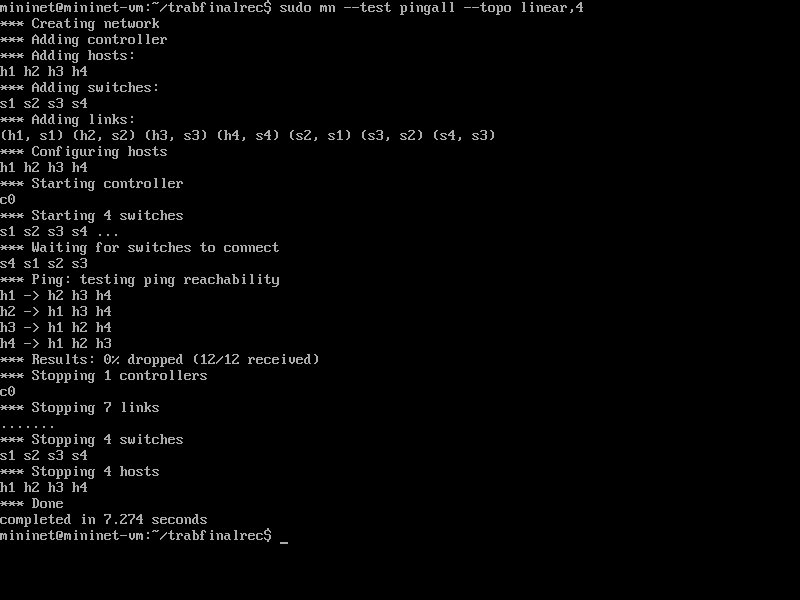 mininet@mininet-vm:~/trabfinalrec$ sudo mn --test pingall --topo linear,4
*** Creating network
*** Adding controller
*** Adding hosts:
h1 h2 h3 h4
*** Adding switches:
s1 s2 s3 s4
*** Adding links:
(h1, s1) (h2, s2) (h3, s3) (h4, s4) (s2, s1) (s3, s2) (s4, s3)
*** Configuring hosts
h1 h2 h3 h4
*** Starting controller
c0
*** Starting 4 switches
s1 s2 s3 s4 ...
*** Waiting for switches to connect
s4 s1 s2 s3
*** Ping: testing ping reachability
h1 -> h2 h3 h4
h2 -> h1 h3 h4
h3 -> h1 h2 h4
h4 -> h1 h2 h3
*** Results: 0% dropped (12/12 received)
*** Stopping 1 controllers
c0
*** Stopping 7 links
.......
*** Stopping 4 switches
s1 s2 s3 s4
*** Stopping 4 hosts
h1 h2 h3 h4
*** Done
completed in 7.274 seconds
mininet@mininet-vm:~/trabfinalrec$ _